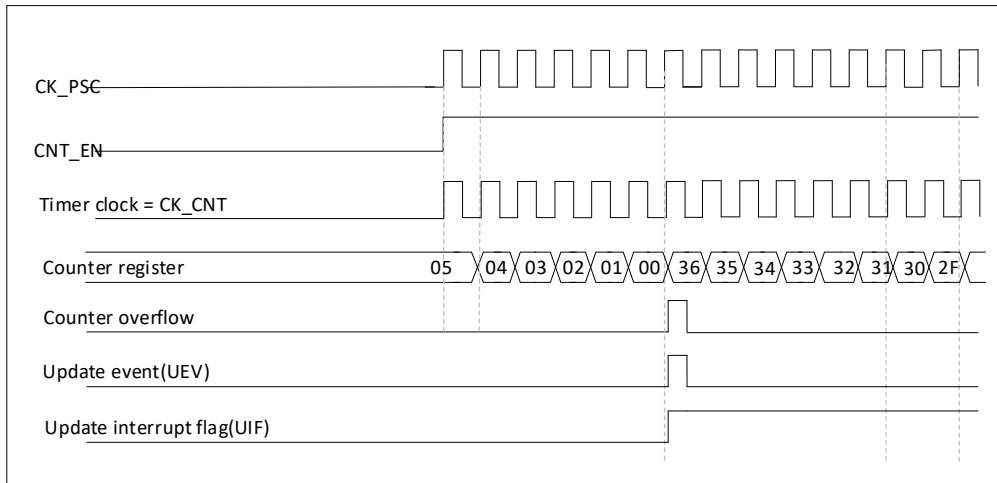 CK_PSC
CNT_EN
Timer clock = CK_CNT
Counter register 05 04 03 02 01 00 36 35 34 33 32 31 30 2F
Counter overflow
Update event(UEV)
Update interrupt flag(UIF)